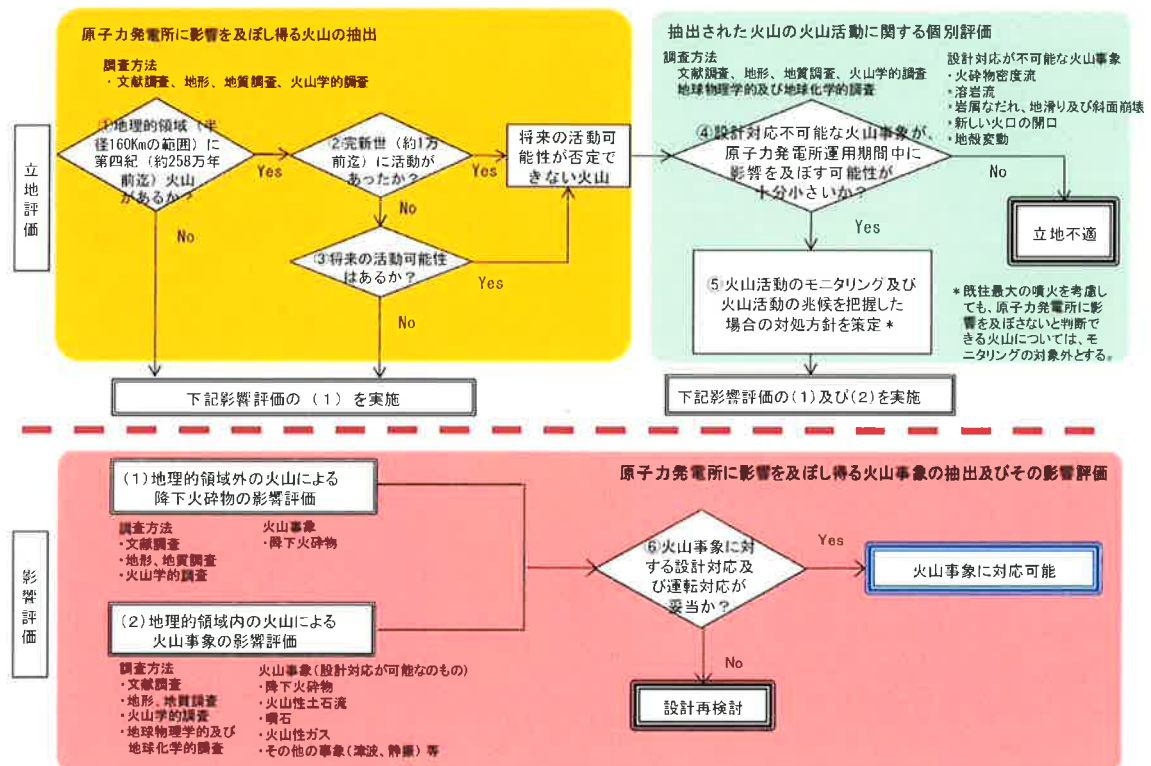 原子力発電所に影響を及ぼし得る火山の抽出
調査方法
・文献調査、地形、地質調査、火山学的調査
①地理的領域（半
径160Kmの範囲）に
第四紀（約258万年
前迄）火山
があるか？
Yes
No
②完新世（約1万
前迄）に活動が
あったか？
Yes
No
③将来の活動可能性
はあるか？
Yes
No
将来の活動可
能性が否定で
きない火山
立地評価
下記影響評価の（１）を実施
抽出された火山の火山活動に関する個別評価
調査方法
文献調査、地形、地質調査、火山学的調査
地球物理学的及び地球化学的調査
設計対応が不可能な火山事象
・火砕物密度流
・溶岩流
・岩屑なだれ、地滑り及び斜面崩壊
・新しい火口の開口
・地殻変動
④設計対応不可能な火山事象が、
原子力発電所運用期間中に
影響を及ぼす可能性が
十分小さいか？
No
Yes
立地不適
⑤火山活動のモニタリング及び
火山活動の兆候を把握した
場合の対処方針を策定＊
＊既往最大の噴火を考慮し
ても、原子力発電所に影
響を及ぼさないと判断で
きる火山については、モ
ニタリングの対象外とする。
下記影響評価の(1)及び(2)を実施
影響評価
原子力発電所に影響を及ぼし得る火山事象の抽出及びその影響評価
(1)地理的領域外の火山による
降下火砕物の影響評価
調査方法
・文献調査
・地形、地質調査
・火山学的調査
火山事象
・降下火砕物
(2)地理的領域内の火山による
火山事象の影響評価
調査方法
・文献調査
・地形、地質調査
・火山学的調査
・地球物理学的及び
地球化学的調査
火山事象(設計対応が可能なのもの)
・降下火砕物
・火山性土石流
・噴石
・火山性ガス
・その他の事象(津波、静振)等
⑥火山事象に対
する設計対応及
び運転対応が
妥当か？
Yes
火山事象に対応可能
No
設計再検討